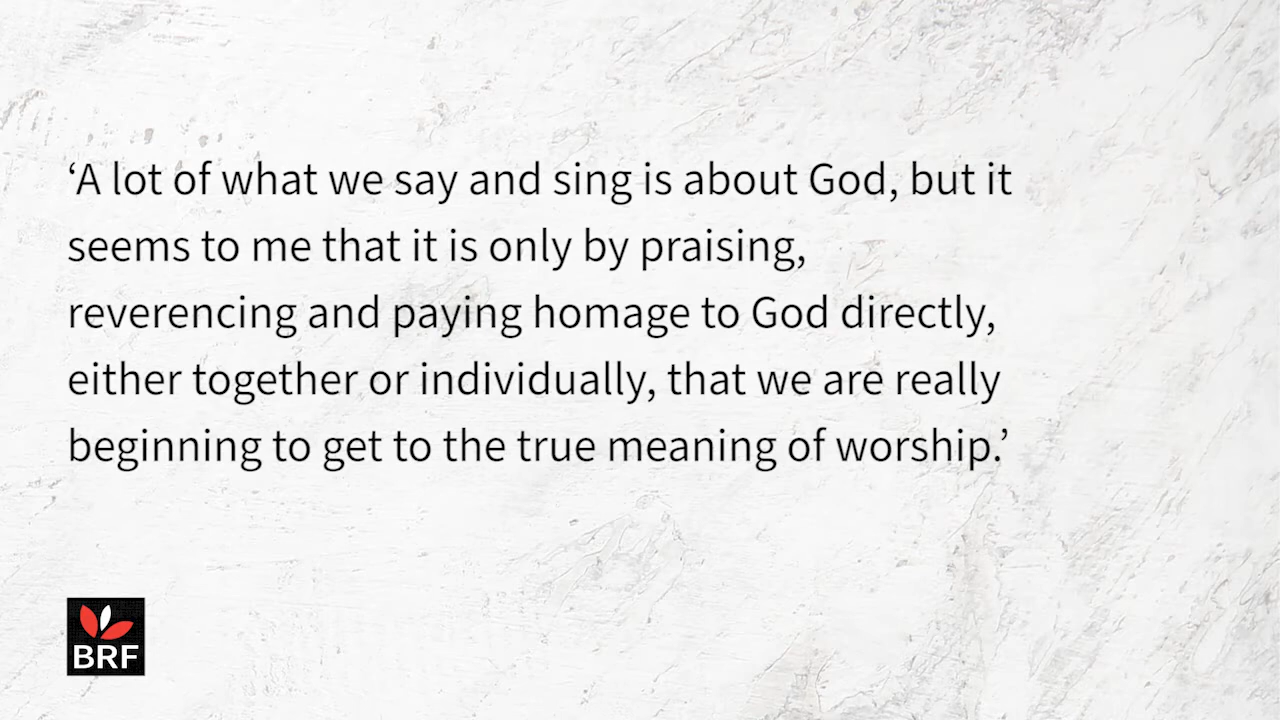 ‘A lot of what we say and sing is about God, but it
seems to me that it is only by praising,
reverencing and paying homage to God directly,
either together or individually, that we are really
beginning to get to the true meaning of worship.’
BRF